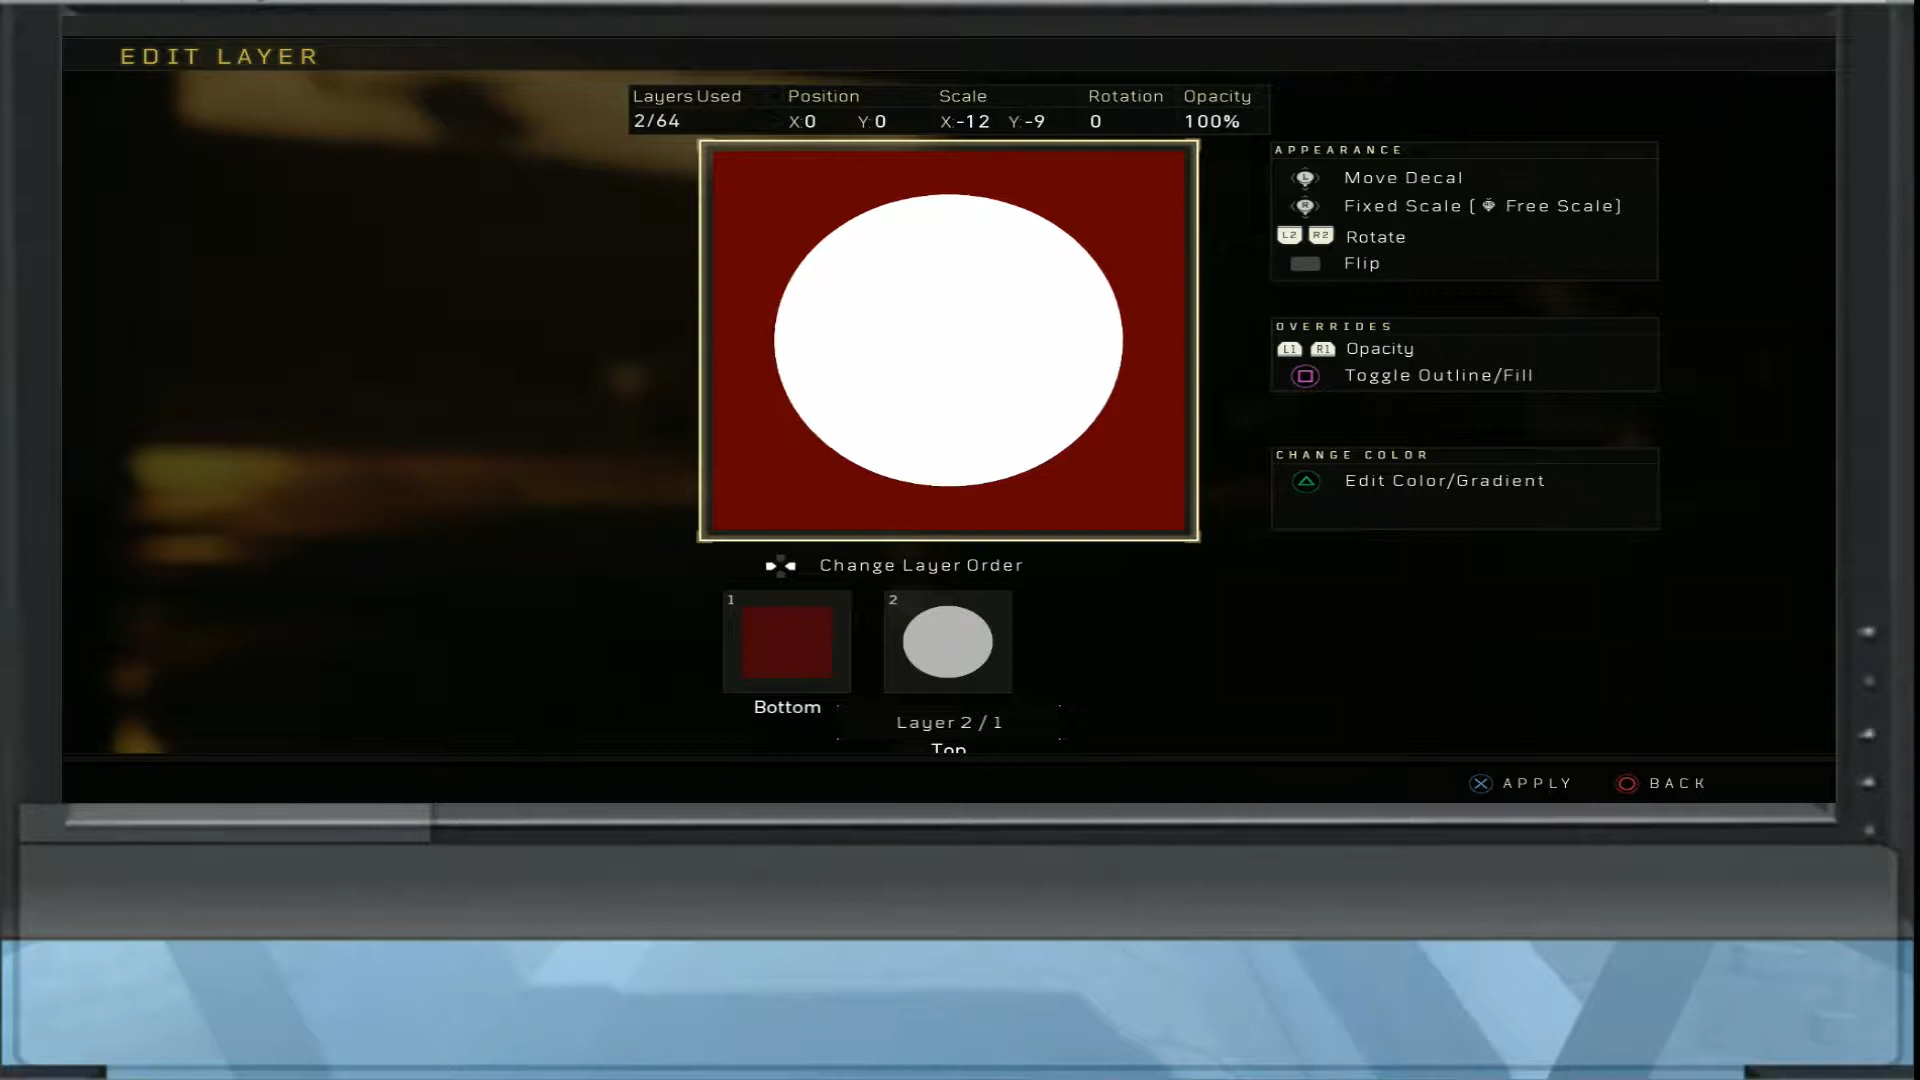 EDIT LAYER
Layers Used Position Scale Rotation Opacity
2/64 X:0 Y:0 X:-12 Y:-9 0 100%
APPEARANCE
L Move Decal
R Fixed Scale [ Free Scale]
L2 R2 Rotate
Flip
OVERRIDES
L1 R1 Opacity
Toggle Outline/Fill
CHANGE COLOR
Edit Color/Gradient
Change Layer Order
1 2
Bottom
Layer 2 / 1
Top
APPLY BACK